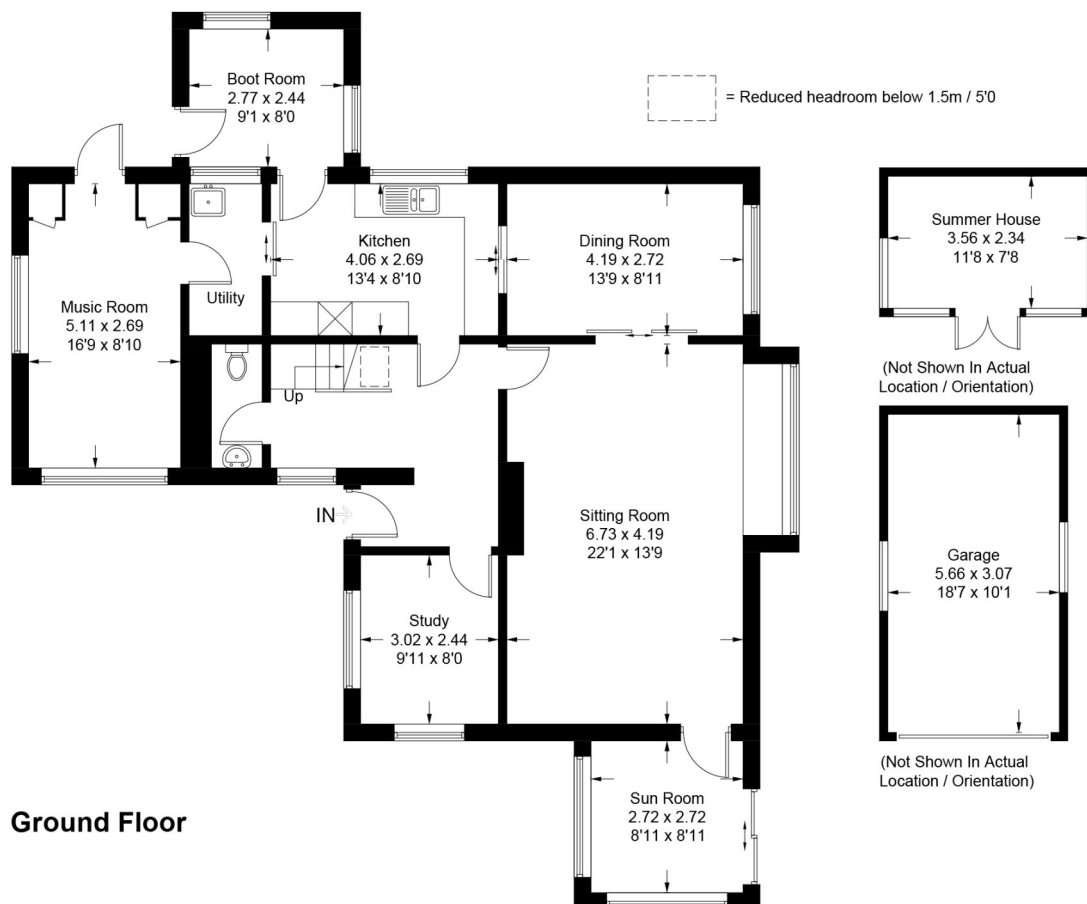 Boot Room
2.77 x 2.44
9'1 x 8'0
= Reduced headroom below 1.5m / 5'0
Summer House
3.56 x 2.34
11'8 x 7'8
(Not Shown In Actual
Location / Orientation)
Kitchen
4.06 x 2.69
13'4 x 8'10
Dining Room
4.19 x 2.72
13'9 x 8'11
Utility
Music Room
5.11 x 2.69
16'9 x 8'10
Up
IN
Sitting Room
6.73 x 4.19
22'1 x 13'9
Garage
5.66 x 3.07
18'7 x 10'1
(Not Shown In Actual
Location / Orientation)
Study
3.02 x 2.44
9'11 x 8'0
Sun Room
2.72 x 2.72
8'11 x 8'11
Ground Floor